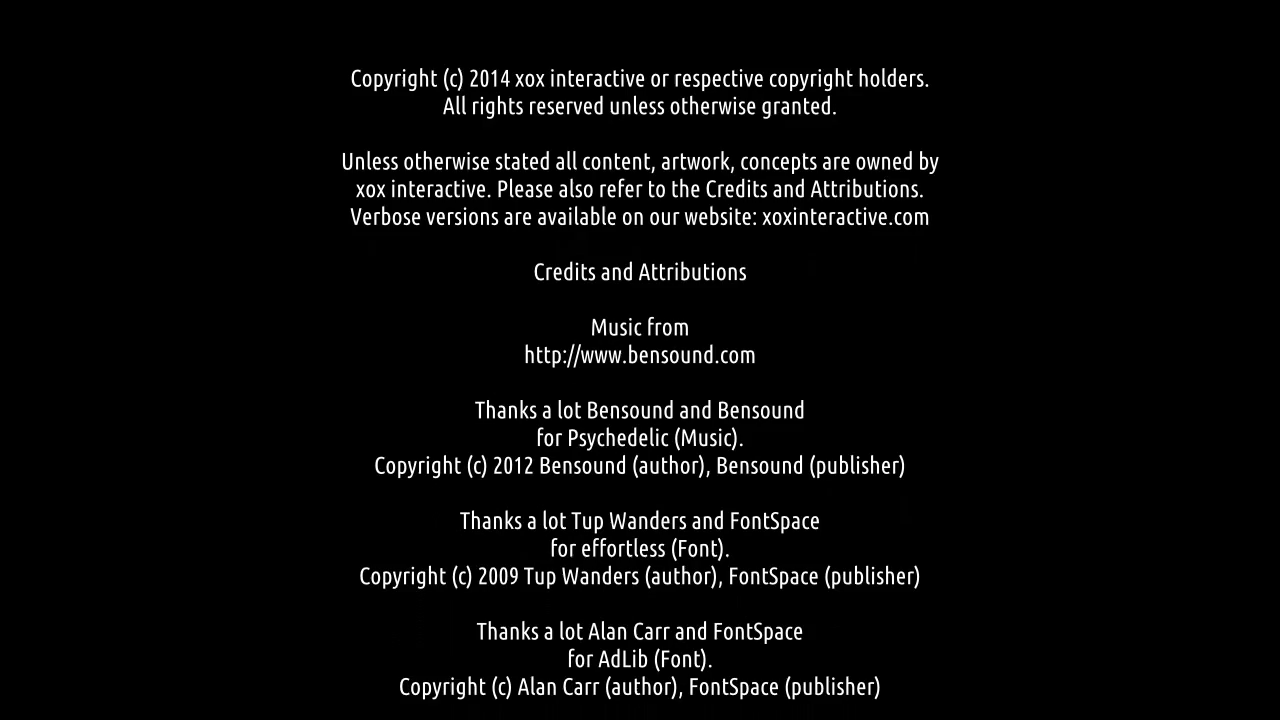 Copyright (c) 2014 xox interactive or respective copyright holders.
All rights reserved unless otherwise granted.
Unless otherwise stated all content, artwork, concepts are owned by
xox interactive. Please also refer to the Credits and Attributions.
Verbose versions are available on our website: xoxinteractive.com
Credits and Attributions
Music from
http://www.bensound.com
Thanks a lot Bensound and Bensound
for Psychedelic (Music).
Copyright (c) 2012 Bensound (author), Bensound (publisher)
Thanks a lot Tup Wanders and FontSpace
for effortless (Font).
Copyright (c) 2009 Tup Wanders (author), FontSpace (publisher)
Thanks a lot Alan Carr and FontSpace
for AdLib (Font).
Copyright (c) Alan Carr (author), FontSpace (publisher)